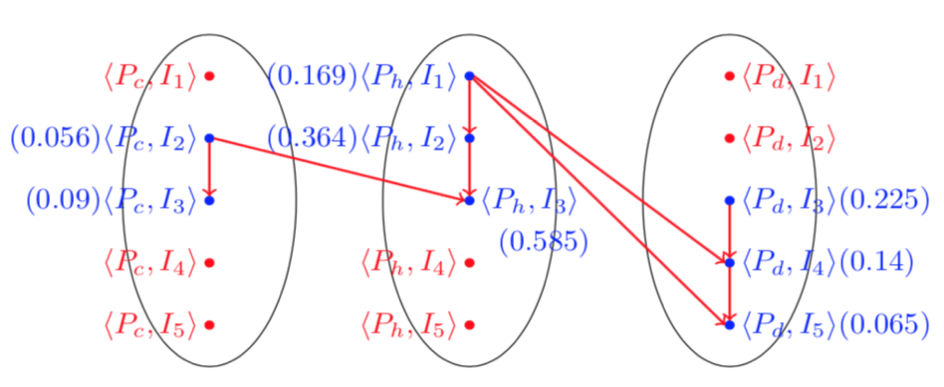 ⟨P_c, I_1⟩ (0.169)⟨P_h, I_1⟩ ⟨P_d, I_1⟩
(0.056)⟨P_c, I_2⟩ (0.364)⟨P_h, I_2⟩ ⟨P_d, I_2⟩
(0.09)⟨P_c, I_3⟩ ⟨P_h, I_3⟩ ⟨P_d, I_3⟩(0.225)
(0.585)
⟨P_c, I_4⟩ ⟨P_h, I_4⟩ ⟨P_d, I_4⟩(0.14)
⟨P_c, I_5⟩ ⟨P_h, I_5⟩ ⟨P_d, I_5⟩(0.065)